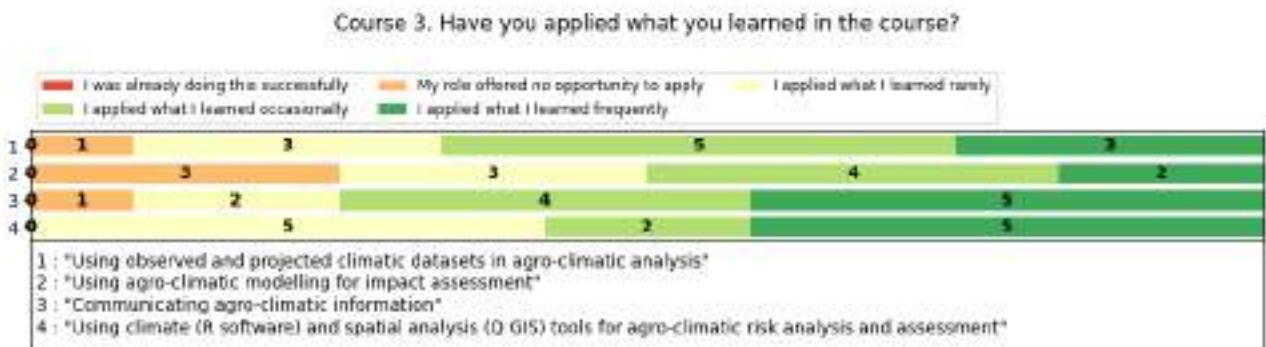 Course 3. Have you applied what you learned in the course?
I was already doing this successfully My role offered no opportunity to apply I applied what I learned rarely
I applied what I learned occasionally I applied what I learned frequently
1 0 1 3 5 3
2 0 3 3 4 2
3 0 1 2 4 5
4 0 5 2 5
1 : "Using observed and projected climatic datasets in agro-climatic analysis"
2 : "Using agro-climatic modelling for impact assessment"
3 : "Communicating agro-climatic information"
4 : "Using climate (R software) and spatial analysis (Q GIS) tools for agro-climatic risk analysis and assessment"